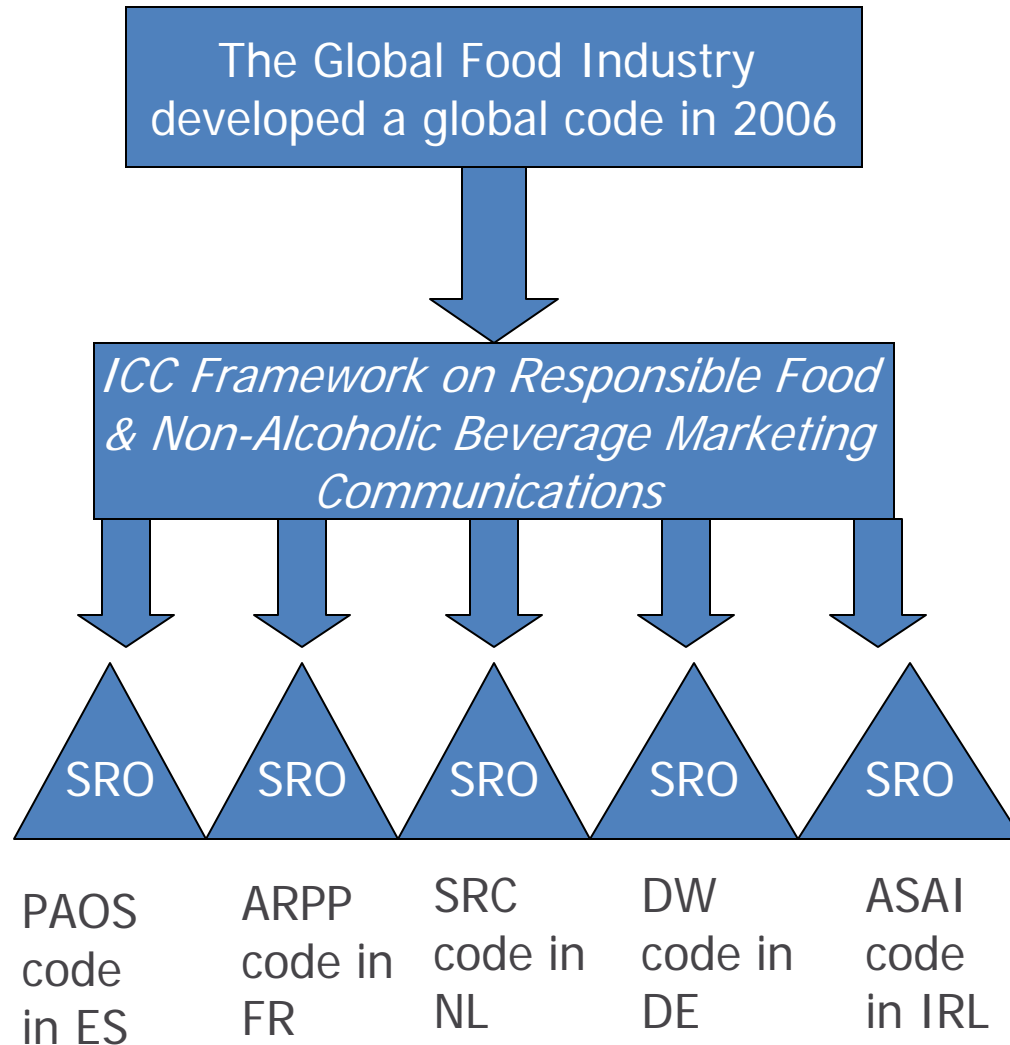 The Global Food Industry
developed a global code in 2006
ICC Framework on Responsible Food
& Non-Alcoholic Beverage Marketing
Communications
SRO
SRO
SRO
SRO
SRO
PAOS
code
in ES
ARPP
code in
FR
SRC
code in
NL
DW
code in
DE
ASAI
code
in IRL